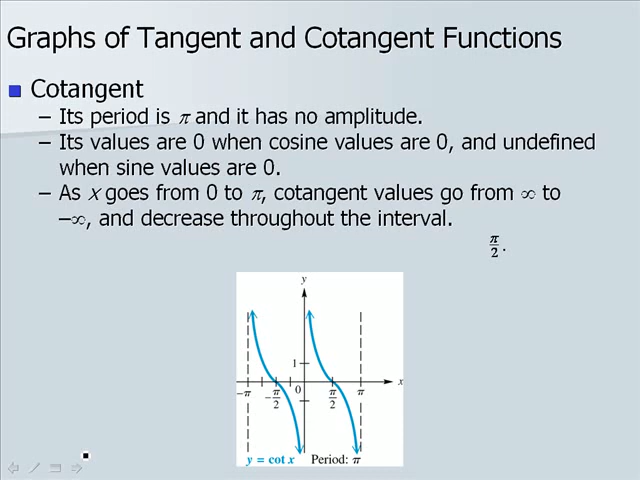 Graphs of Tangent and Cotangent Functions
Cotangent
– Its period is π and it has no amplitude.
– Its values are 0 when cosine values are 0, and undefined
when sine values are 0.
– As x goes from 0 to π, cotangent values go from ∞ to
–∞, and decrease throughout the interval.
π/2.
y
1
x
–π –π/2 0 π/2 π
y = cot x Period: π